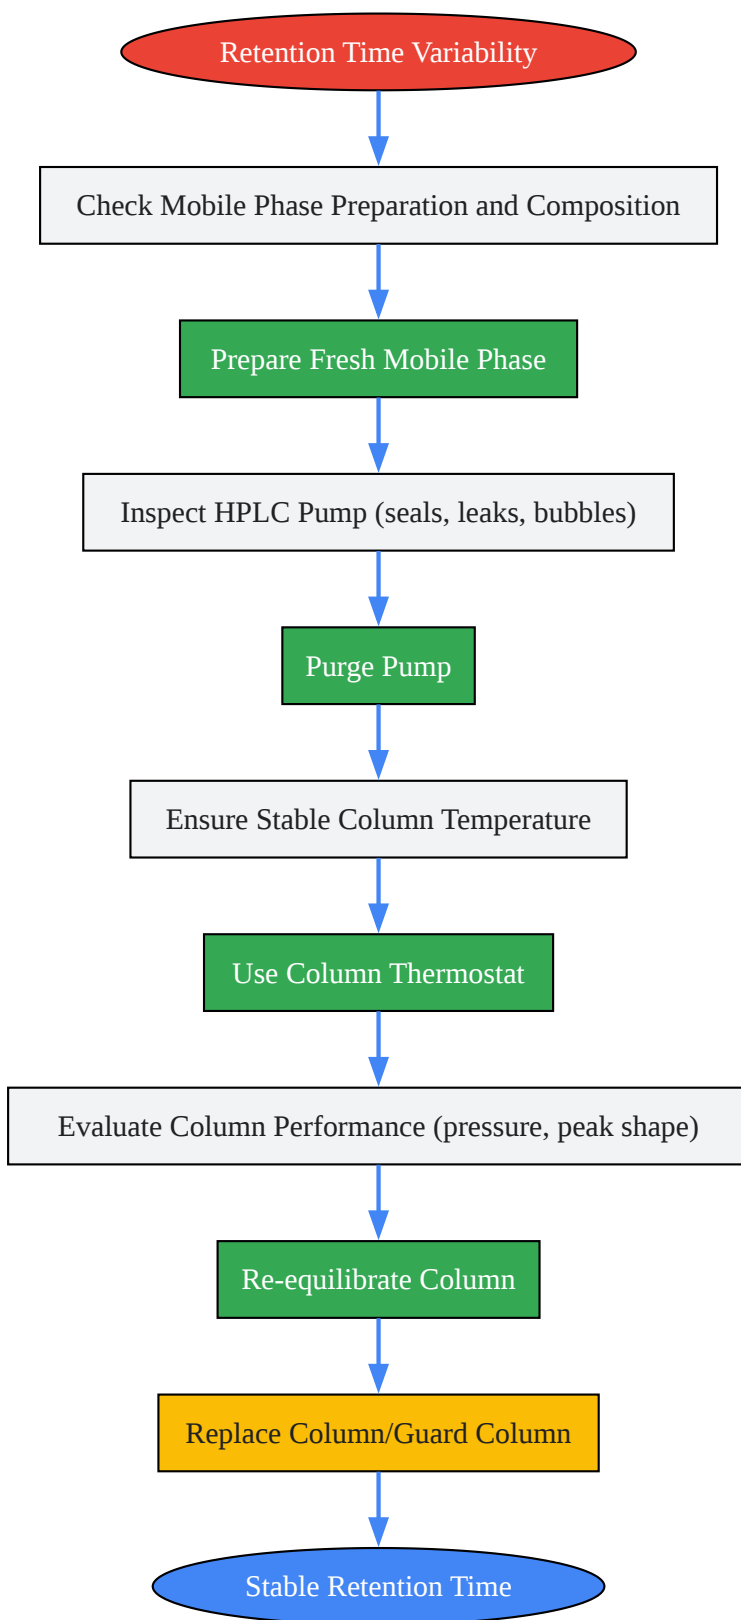 Retention Time Variability
Check Mobile Phase Preparation and Composition
Prepare Fresh Mobile Phase
Inspect HPLC Pump (seals, leaks, bubbles)
Purge Pump
Ensure Stable Column Temperature
Use Column Thermostat
Evaluate Column Performance (pressure, peak shape)
Re-equilibrate Column
Replace Column/Guard Column
Stable Retention Time